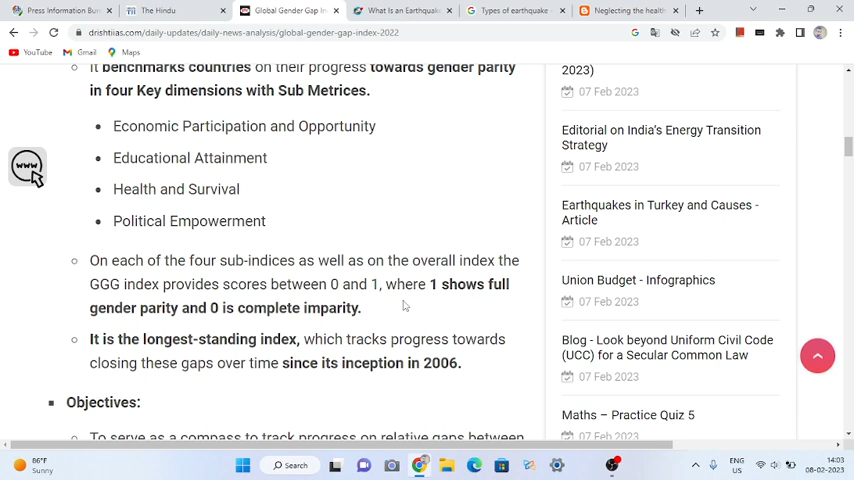 Press Information Bur
The Hindu
Global Gender Gap In
What Is an Earthquake
Types of earthquake
Neglecting the health
drishtiias.com/daily-updates/daily-news-analysis/global-gender-gap-index-2022
YouTube
Gmail
Maps
It benchmarks countries on their progress towards gender parity
in four Key dimensions with Sub Metrices.
Economic Participation and Opportunity
Educational Attainment
Health and Survival
Political Empowerment
On each of the four sub-indices as well as on the overall index the
GGG index provides scores between 0 and 1, where 1 shows full
gender parity and 0 is complete imparity.
It is the longest-standing index, which tracks progress towards
closing these gaps over time since its inception in 2006.
Objectives:
To serve as a compass to track progress on relative gaps between
www
2023)
07 Feb 2023
Editorial on India's Energy Transition
Strategy
07 Feb 2023
Earthquakes in Turkey and Causes -
Article
07 Feb 2023
Union Budget - Infographics
07 Feb 2023
Blog - Look beyond Uniform Civil Code
(UCC) for a Secular Common Law
07 Feb 2023
Maths – Practice Quiz 5
07 Feb 2023
86°F
Sunny
Search
ENG
US
14:03
08-02-2023